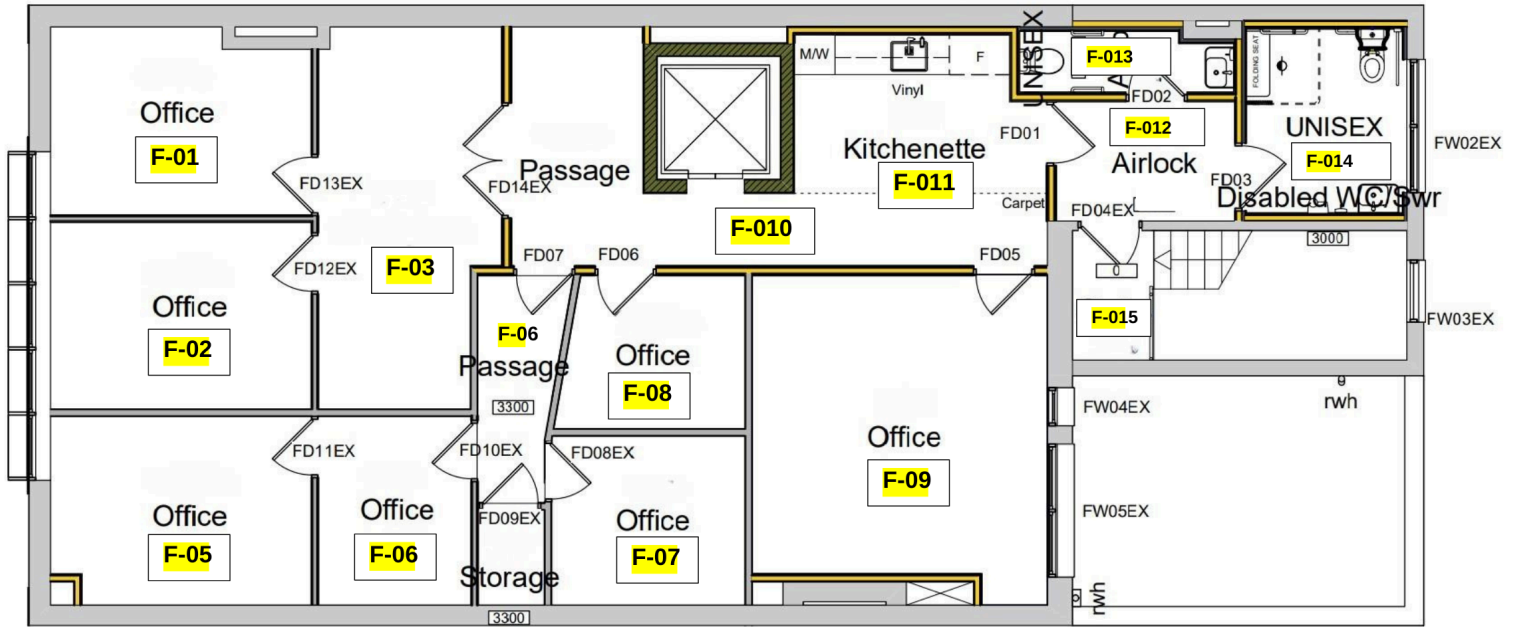 UNISEX
M/W
F
Vinyl
F-013
FOLDING SEAT
Office
F-01
FD02
F-012
FD01
UNISEX
F-014
FW02EX
Kitchenette
F-011
Airlock
Passage
FD13EX
FD14EX
FD03
Disabled WC/Swr
Carpet
FD04EX
F-010
3000
FD07
FD06
FD05
FD12EX
F-03
Office
F-02
F-06
F-015
FW03EX
Passage
Office
F-08
3300
FW04EX
rwh
FD11EX
FD10EX
FD08EX
Office
F-09
Office
F-05
Office
F-06
FD09EX
Office
F-07
FW05EX
Storage
rwh
3300